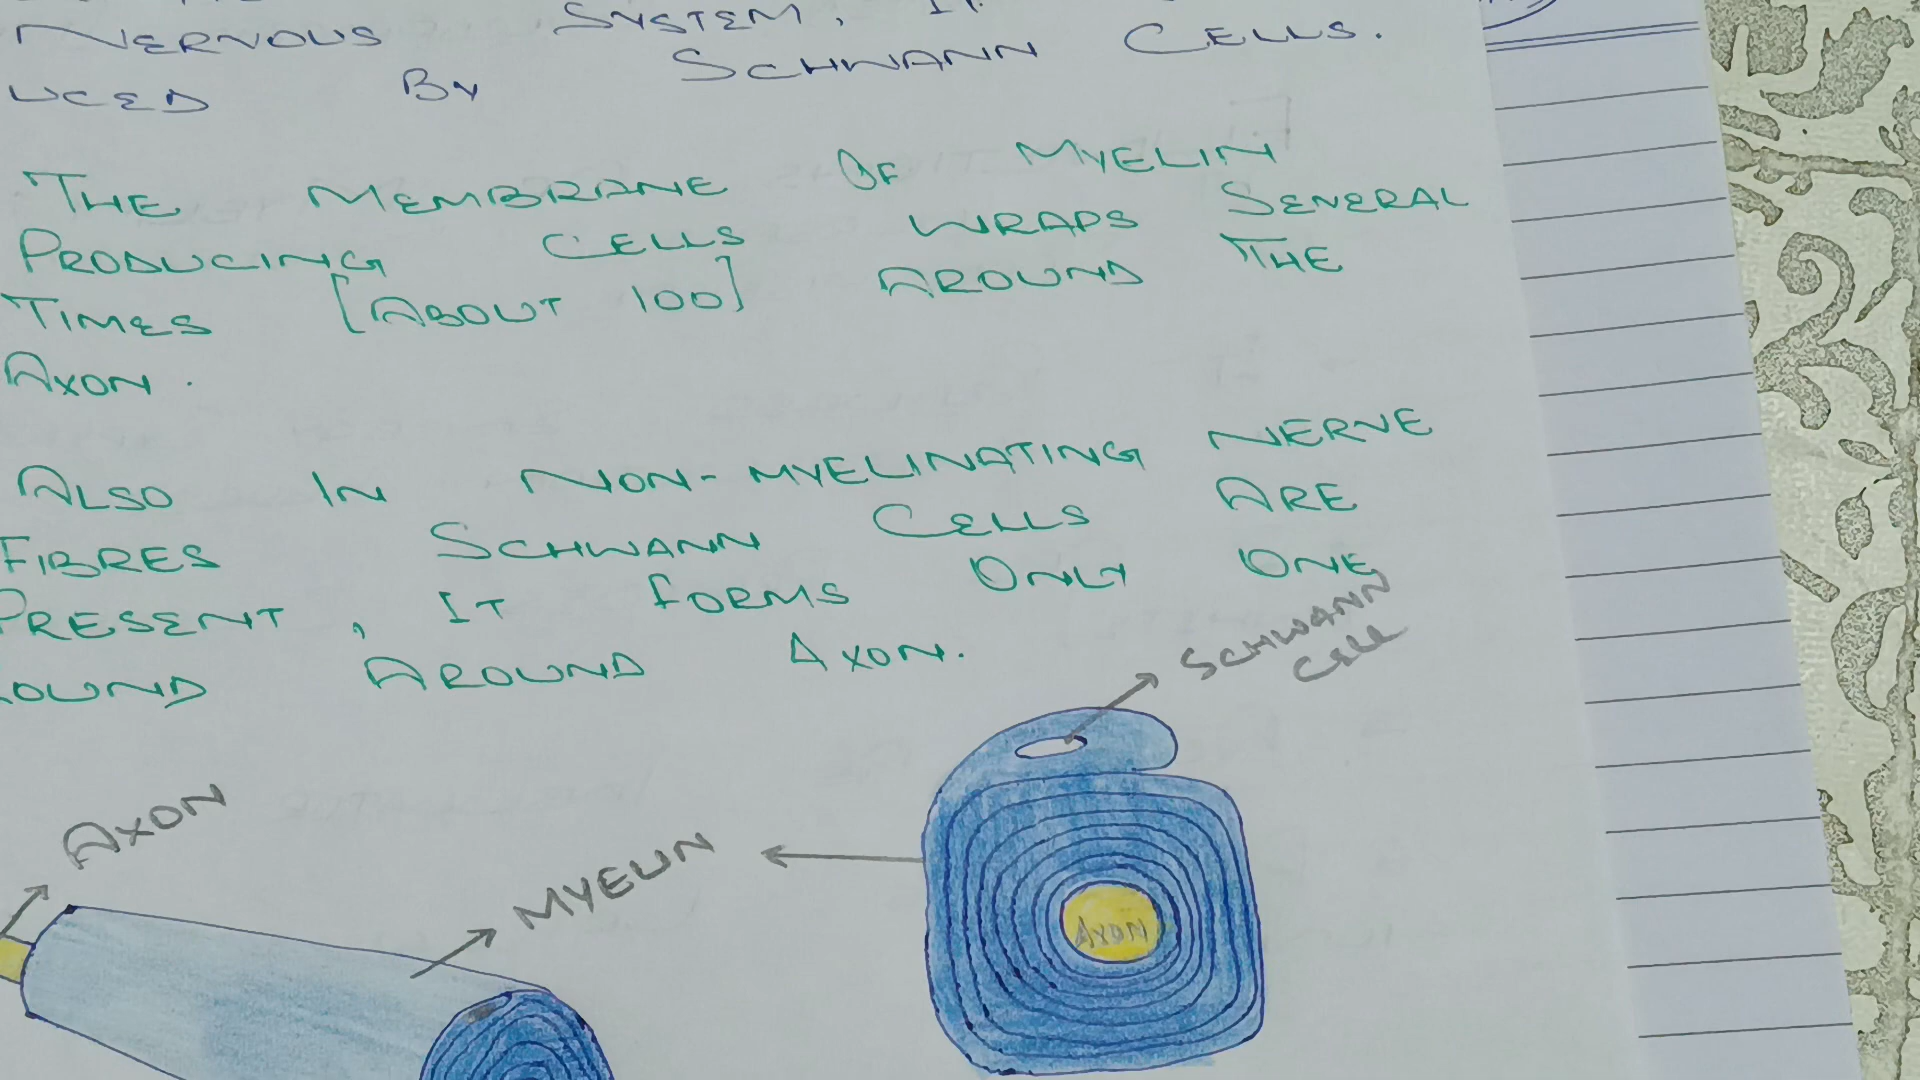 NERVOUS SYSTEM, IT
UCED BY SCHWANN CELLS.
THE MEMBRANE OF MYELIN
PRODUCING CELLS WRAPS SENERAL
TIMES [ABOUT 100] AROUND THE
AXON.
ALSO IN NON-MYELINATING NERVE
FIBRES SCHWANN CELLS ARE
PRESENT, IT FORMS ONLY ONE
OUND AROUND AXON.
SCHWANN
CELL
AXON
MYELIN
AXON